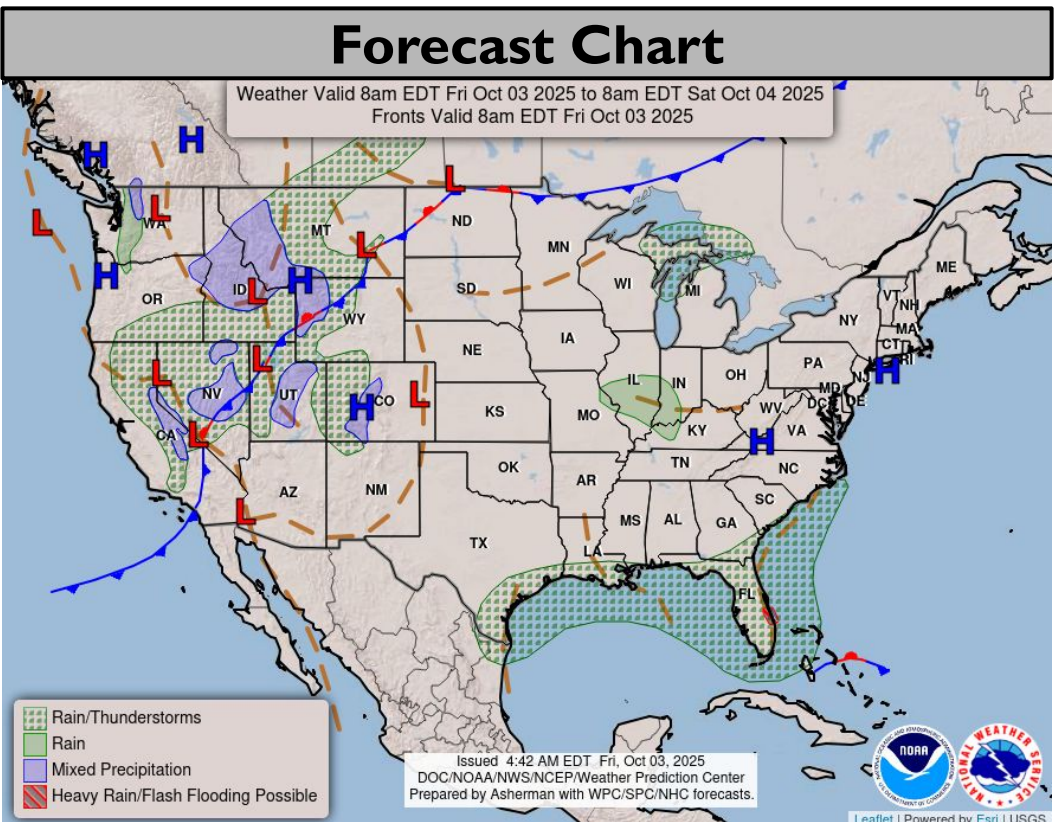 Forecast Chart
Weather Valid 8am EDT Fri Oct 03 2025 to 8am EDT Sat Oct 04 2025
Fronts Valid 8am EDT Fri Oct 03 2025
H
H
L
L
WA
MT
L
ND
MN
ME
L
H
OR
ID
L
H
WY
SD
WI
MI
VT
NH
NY
MA
CT
RI
L
L
NV
UT
H
CO
L
NE
IA
KS
MO
IL
IN
OH
PA
NJ
H
MD
DE
DC
WV
VA
H
KY
CA
L
AZ
NM
OK
AR
TN
NC
SC
L
TX
LA
MS
AL
GA
FL
Rain/Thunderstorms
Rain
Mixed Precipitation
Heavy Rain/Flash Flooding Possible
Issued 4:42 AM EDT Fri, Oct 03, 2025
DOC/NOAA/NWS/NCEP/Weather Prediction Center
Prepared by Asherman with WPC/SPC/NHC forecasts.
NOAA
NATIONAL WEATHER SERVICE
Leaflet | Powered by Esri | USGS